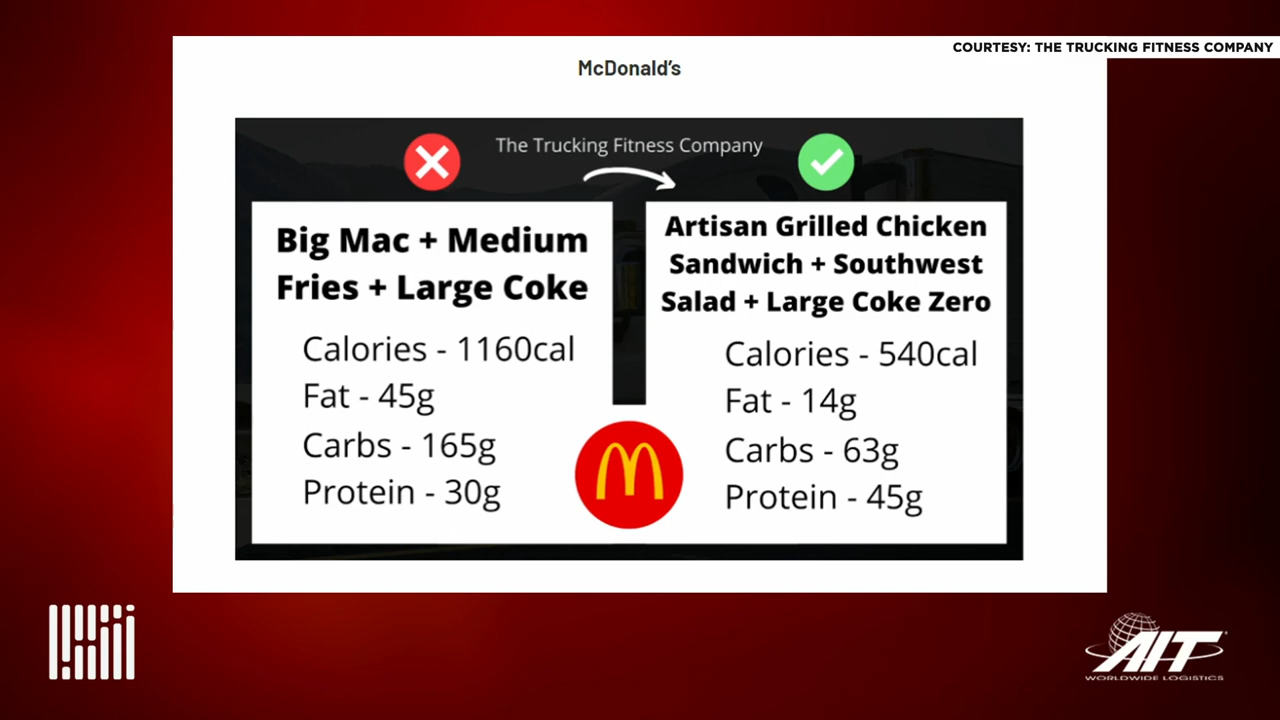 COURTESY: THE TRUCKING FITNESS COMPANY
McDonald's
The Trucking Fitness Company
Big Mac + Medium
Fries + Large Coke
Calories - 1160cal
Fat - 45g
Carbs - 165g
Protein - 30g
Artisan Grilled Chicken
Sandwich + Southwest
Salad + Large Coke Zero
Calories - 540cal
Fat - 14g
Carbs - 63g
Protein - 45g
AIT
WORLDWIDE LOGISTICS